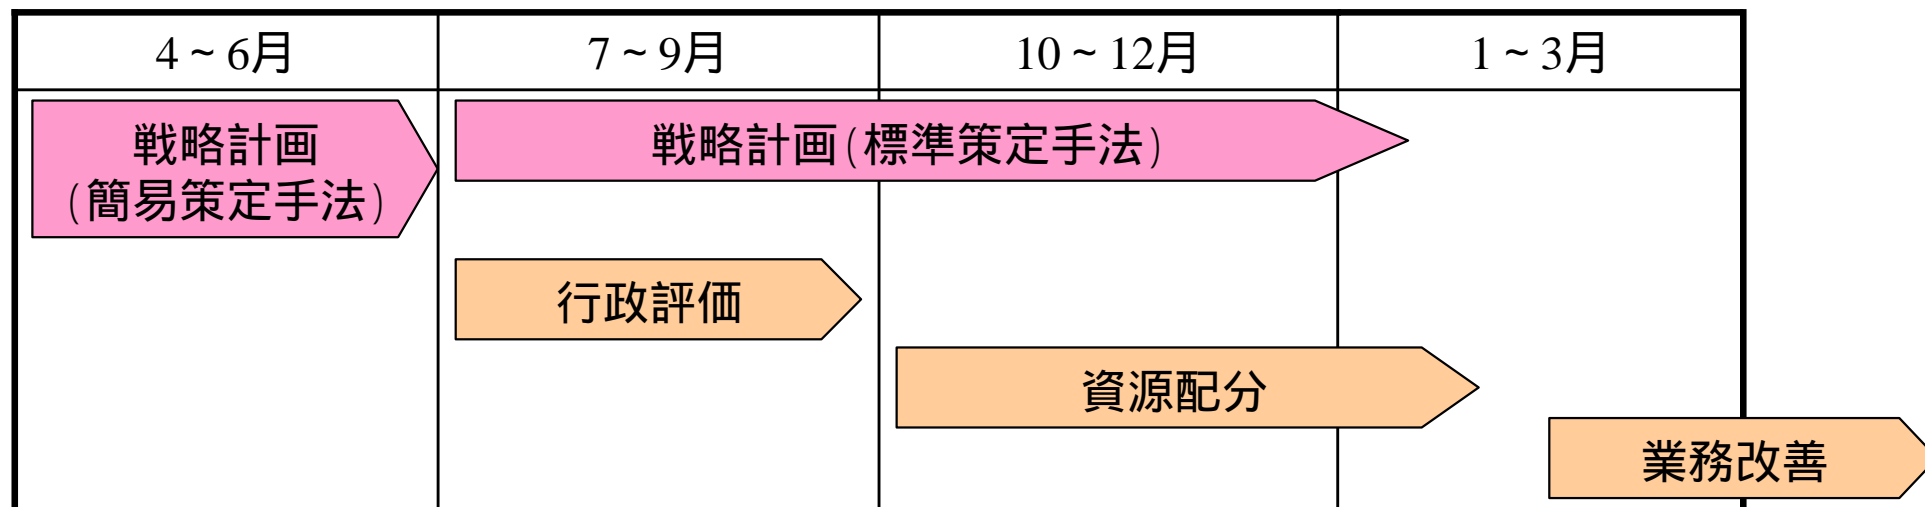 4～6月
7～9月
10～12月
1～3月
戦略計画
(簡易策定手法)
戦略計画(標準策定手法)
行政評価
資源配分
業務改善